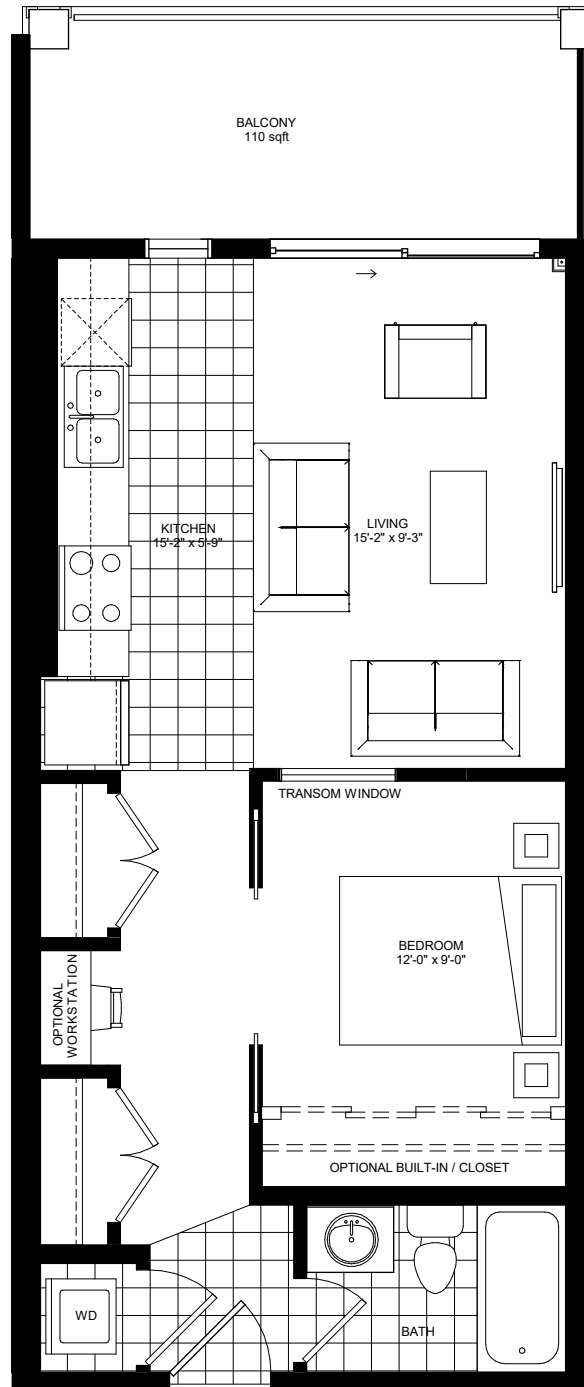 BALCONY
110 sqft
KITCHEN
15'-2" x 5'-9"
LIVING
15'-2" x 9'-3"
TRANSOM WINDOW
BEDROOM
12'-0" x 9'-0"
OPTIONAL
WORKSTATION
OPTIONAL BUILT-IN / CLOSET
WD
BATH